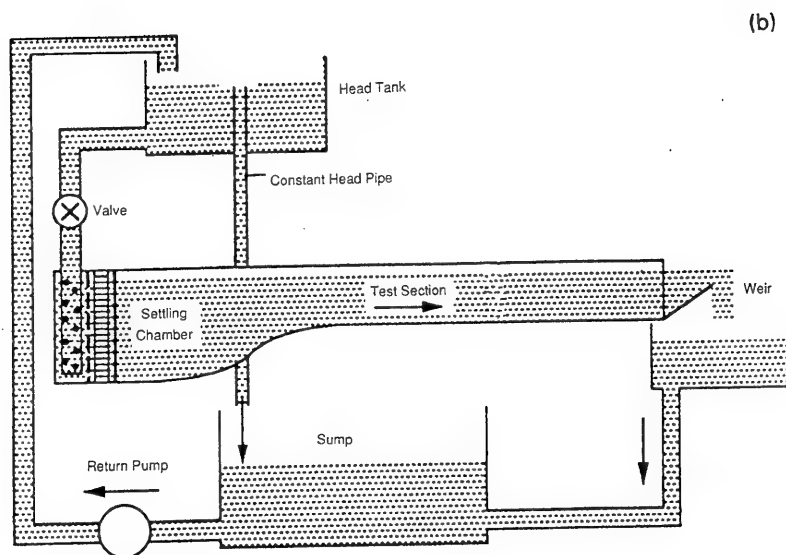 (b)
Head Tank
Constant Head Pipe
Valve
Test Section
Weir
Settling
Chamber
Sump
Return Pump